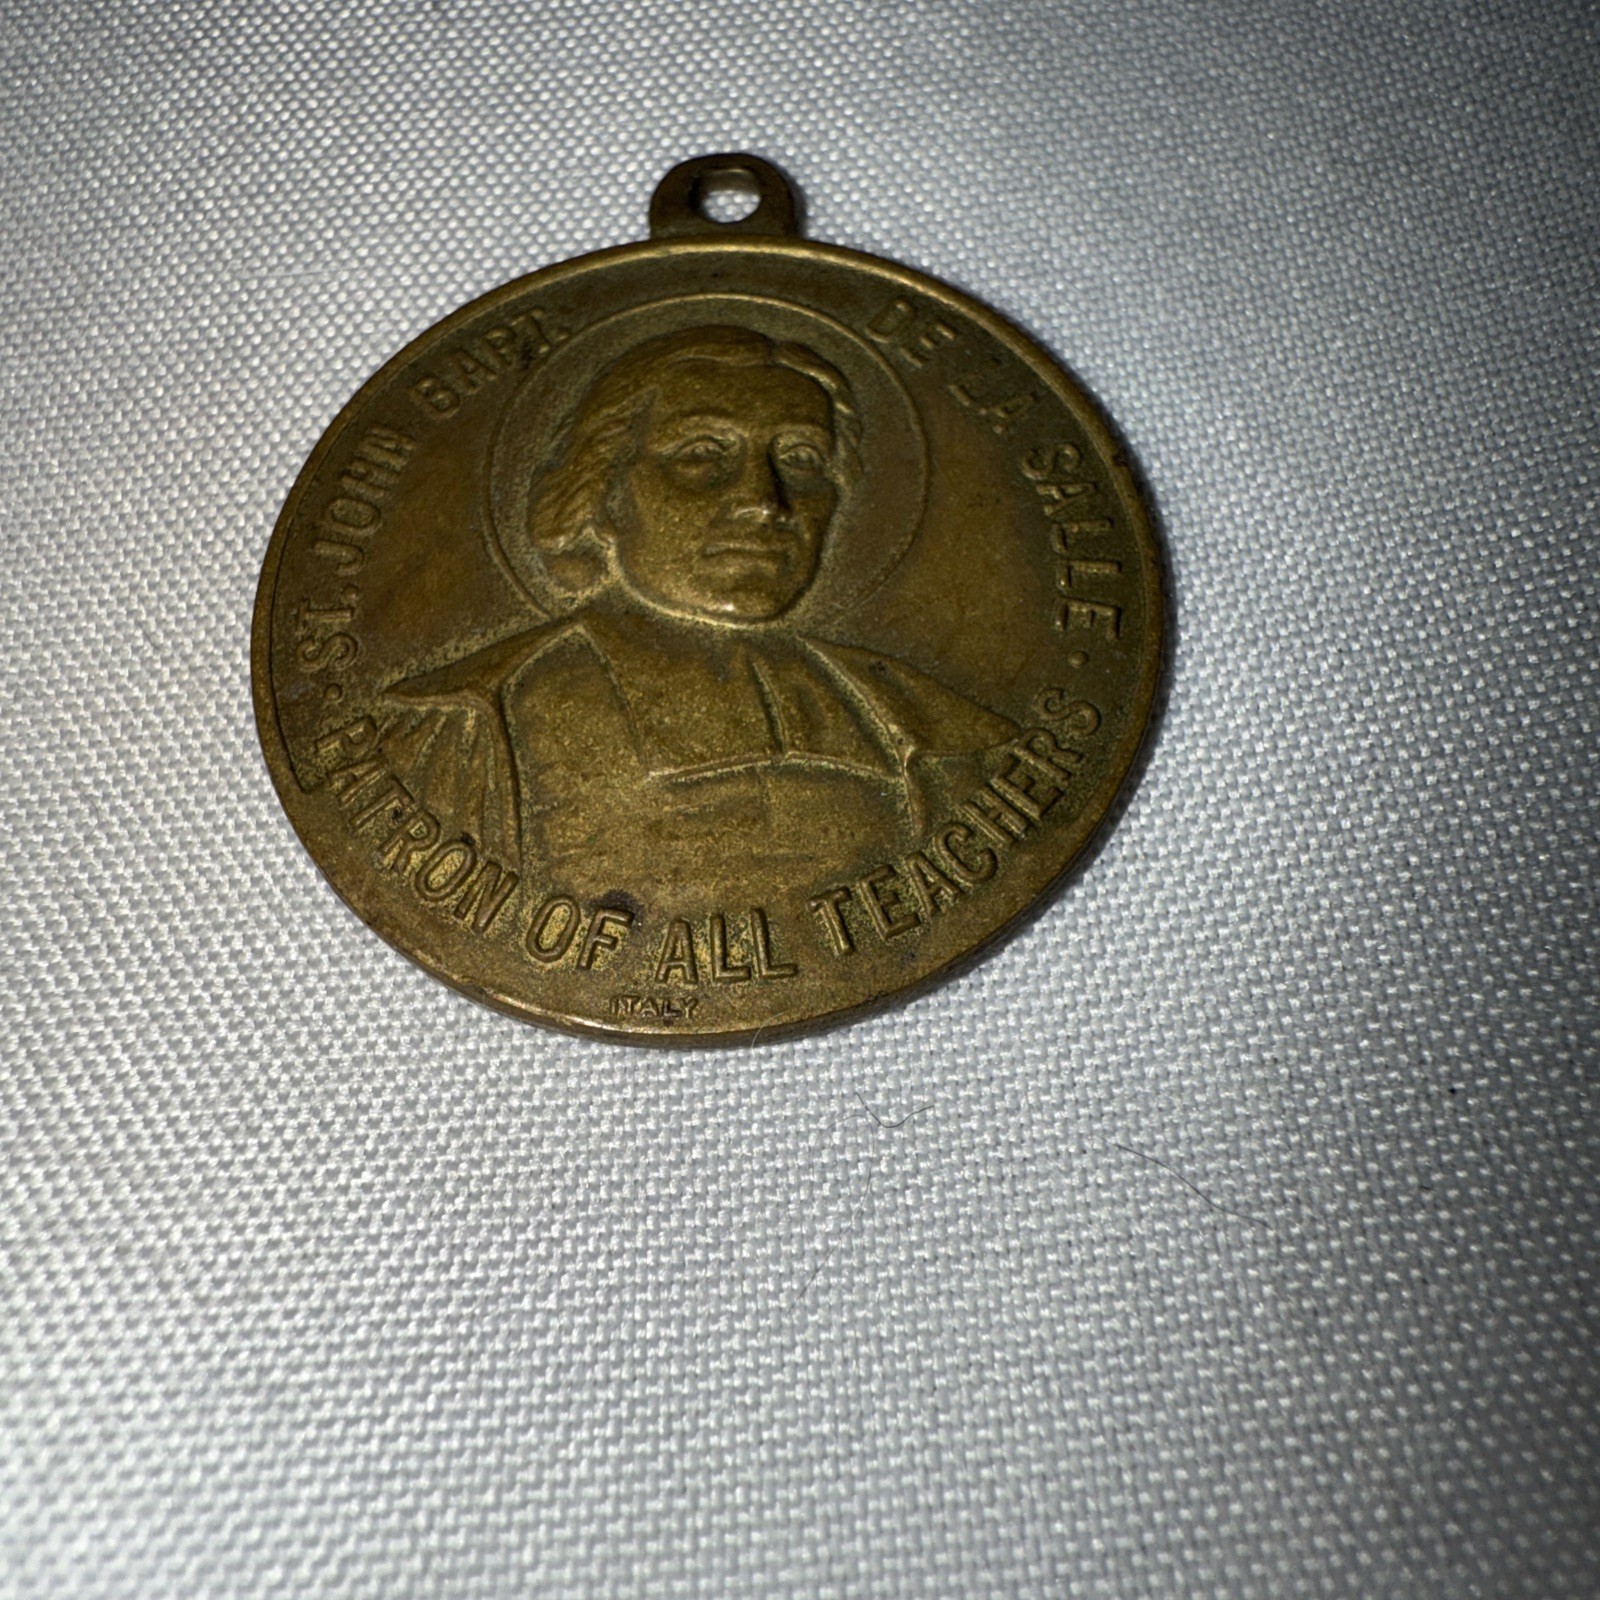 · ST. JOHN BAPT. DE LA SALLE ·
PATRON OF ALL TEACHERS
ITALY